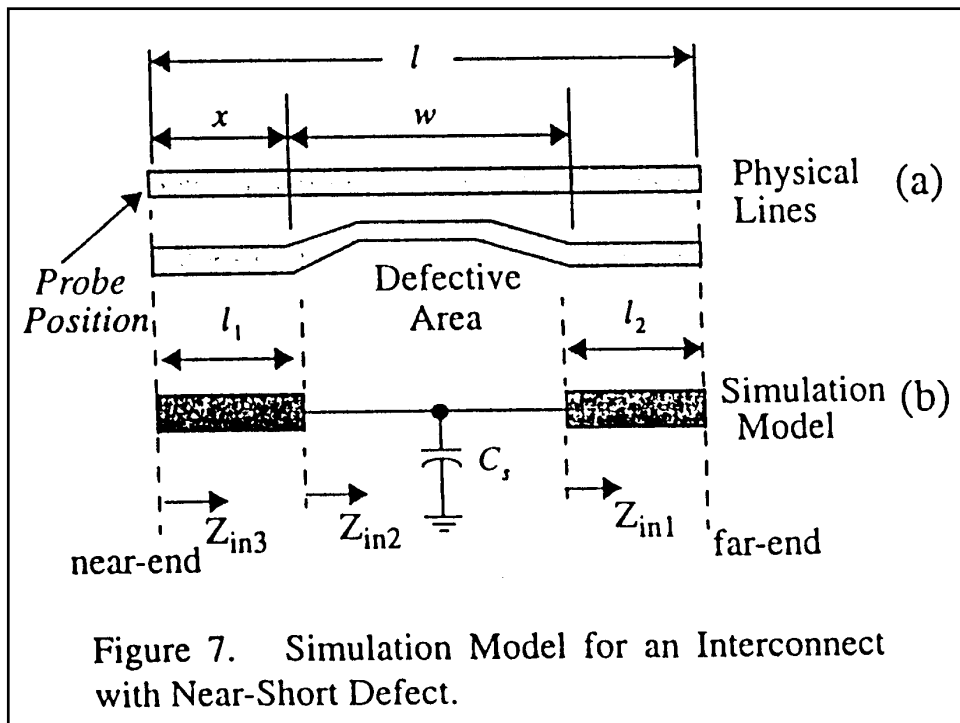 l
x
w
Physical (a)
Lines
Probe
Position
Defective
Area
l₁
l₂
Simulation (b)
Model
Cₛ
Zin3
Zin2
Zin1
near-end
far-end
Figure 7. Simulation Model for an Interconnect
with Near-Short Defect.